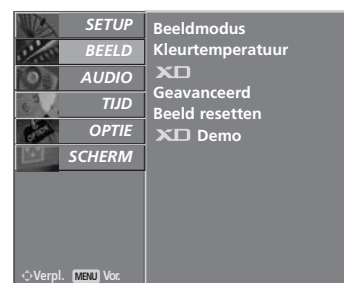 SETUP
BEELD
AUDIO
TIJD
OPTIE
SCHERM
Beeldmodus
Kleurtemperatuur
XD
Geavanceerd
Beeld resetten
XD Demo
Verpl. MENU Vor.